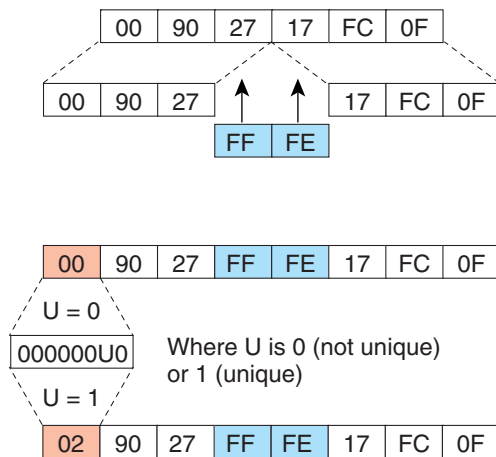 00 90 27 17 FC 0F
00 90 27 17 FC 0F
FF FE
00 90 27 FF FE 17 FC 0F
U = 0
000000U0
Where U is 0 (not unique)
or 1 (unique)
U = 1
02 90 27 FF FE 17 FC 0F